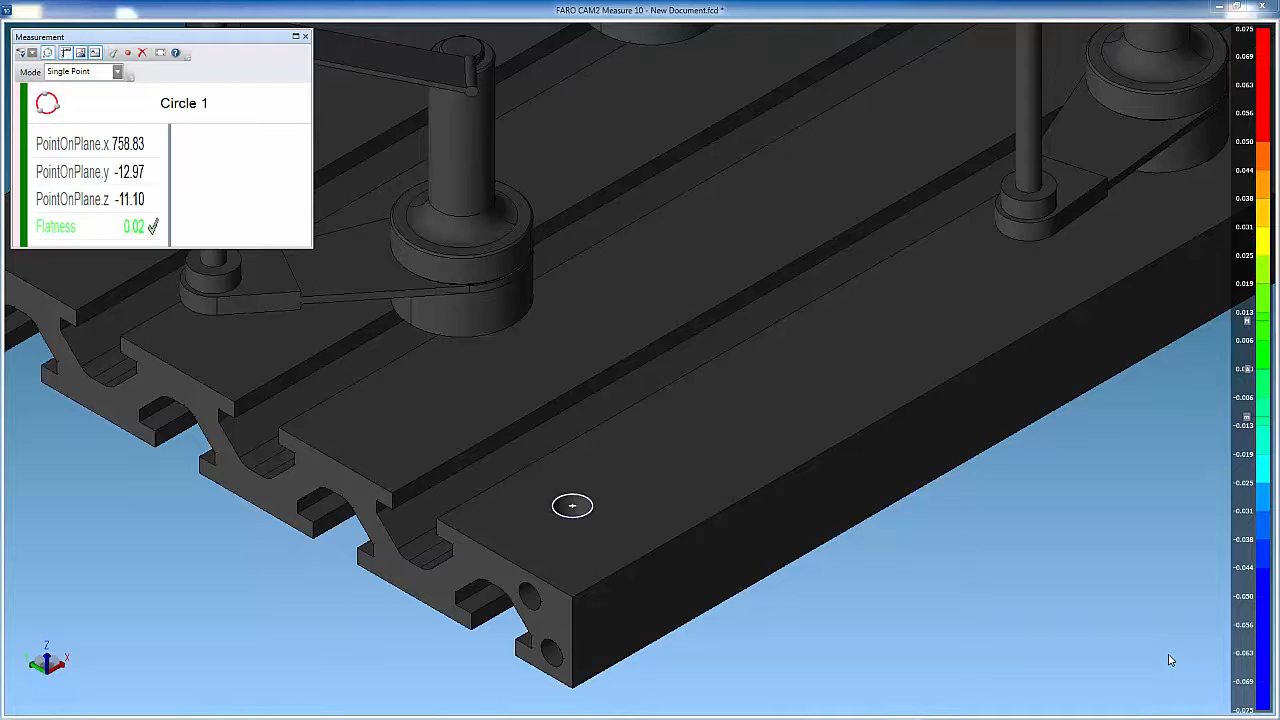 FARO CAM2 Measure 10 - New Document.fcd *
Measurement
Mode Single Point
Circle 1
PointOnPlane.x 758.83
PointOnPlane.y -12.97
PointOnPlane.z -11.10
Flatness 0.02
0.075
0.069
0.063
0.056
0.050
0.044
0.038
0.031
0.025
0.019
0.013
0.006
-0.006
-0.013
-0.019
-0.025
-0.031
-0.038
-0.044
-0.050
-0.056
-0.063
-0.069
-0.075
Z
X